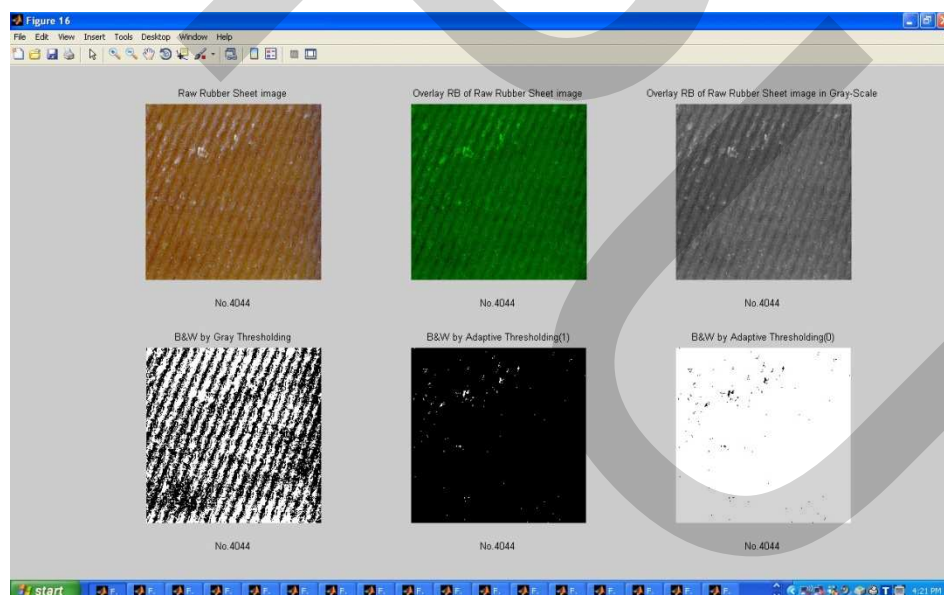 Figure 16
File Edit View Insert Tools Desktop Window Help
Raw Rubber Sheet image
Overlay RB of Raw Rubber Sheet image
Overlay RB of Raw Rubber Sheet image in Gray-Scale
No.4044
No.4044
No.4044
B&W by Gray Thresholding
B&W by Adaptive Thresholding(1)
B&W by Adaptive Thresholding(0)
No.4044
No.4044
No.4044
start F. F. F. F. F. F. F. F. F. F. F. F. F. F. F. F. 4:21 PM